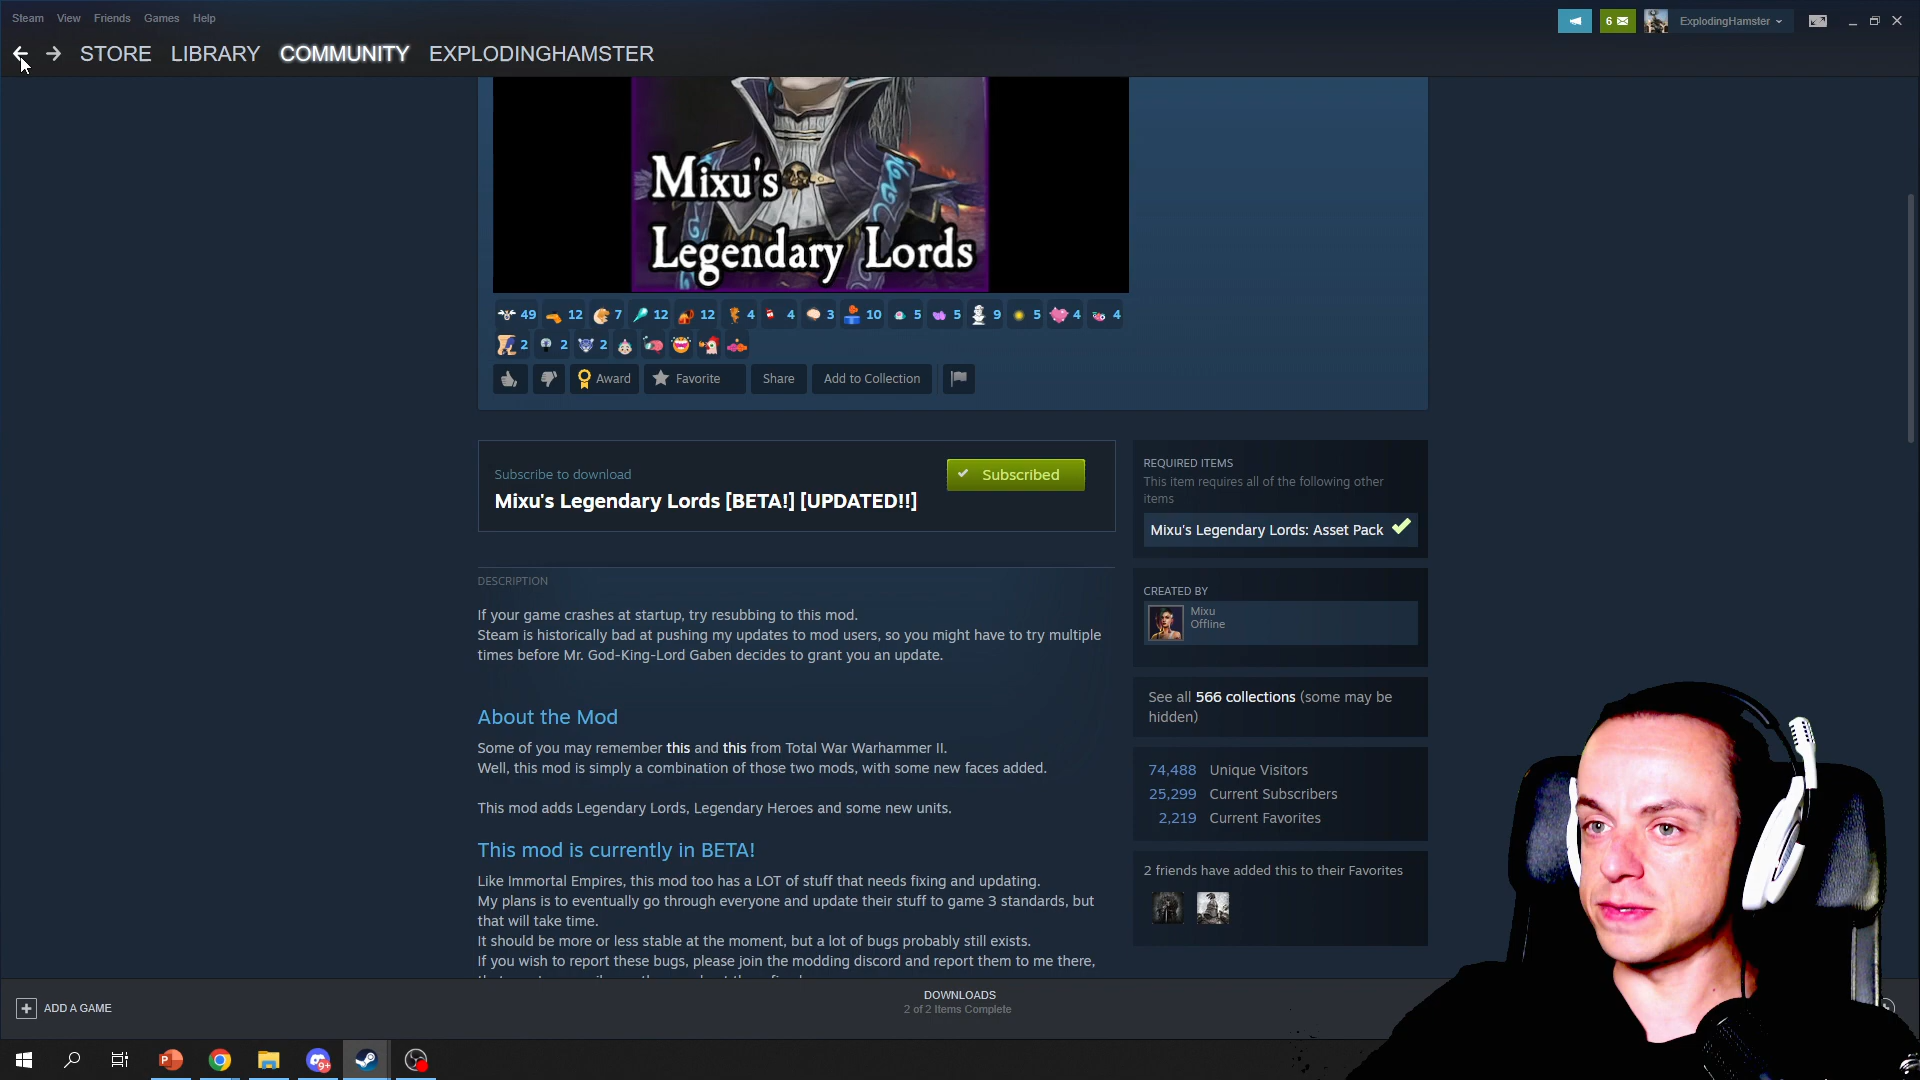 Steam View Friends Games Help
6
ExplodingHamster
STORE LIBRARY COMMUNITY EXPLODINGHAMSTER
Mixu's
Legendary Lords
49 12 7 12 12 4 4 3 10 5 5 9 5 4 4
2 2 2
Award Favorite Share Add to Collection
Subscribe to download
Mixu's Legendary Lords [BETA!] [UPDATED!!]
Subscribed
DESCRIPTION
If your game crashes at startup, try resubbing to this mod.
Steam is historically bad at pushing my updates to mod users, so you might have to try multiple
times before Mr. God-King-Lord Gaben decides to grant you an update.
About the Mod
Some of you may remember this and this from Total War Warhammer II.
Well, this mod is simply a combination of those two mods, with some new faces added.
This mod adds Legendary Lords, Legendary Heroes and some new units.
This mod is currently in BETA!
Like Immortal Empires, this mod too has a LOT of stuff that needs fixing and updating.
My plans is to eventually go through everyone and update their stuff to game 3 standards, but
that will take time.
It should be more or less stable at the moment, but a lot of bugs probably still exists.
If you wish to report these bugs, please join the modding discord and report them to me there,
REQUIRED ITEMS
This item requires all of the following other
items
Mixu's Legendary Lords: Asset Pack
CREATED BY
Mixu
Offline
See all 566 collections (some may be
hidden)
74,488 Unique Visitors
25,299 Current Subscribers
2,219 Current Favorites
2 friends have added this to their Favorites
ADD A GAME
DOWNLOADS
2 of 2 Items Complete
9+